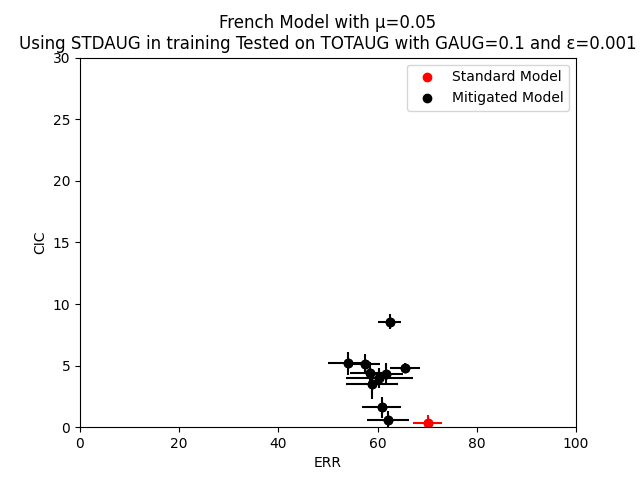 French Model with μ=0.05
Using STDAUG in training Tested on TOTAUG with GAUG=0.1 and ε=0.001
Standard Model
Mitigated Model
30
25
20
15
10
5
0
CIC
0 20 40 60 80 100
ERR